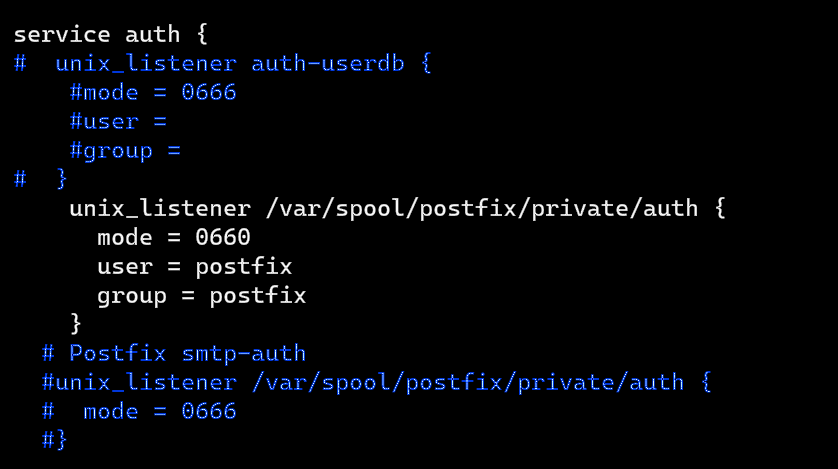 service auth {
#  unix_listener auth-userdb {
    #mode = 0666
    #user =
    #group =
#  }
    unix_listener /var/spool/postfix/private/auth {
      mode = 0660
      user = postfix
      group = postfix
    }
  # Postfix smtp-auth
  #unix_listener /var/spool/postfix/private/auth {
  #  mode = 0666
  #}